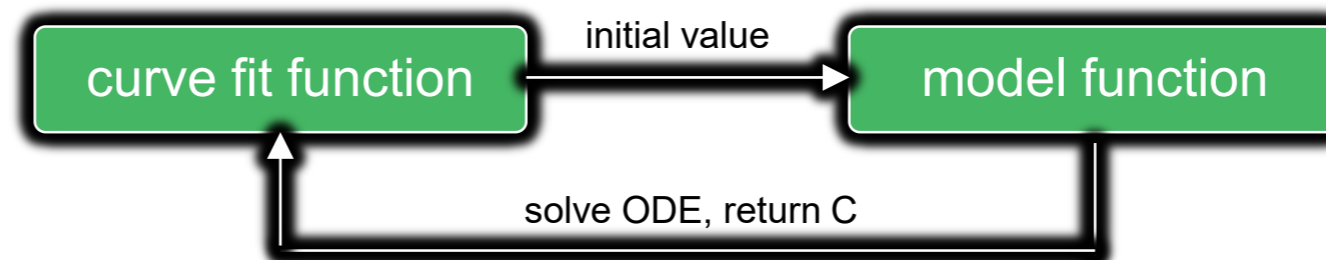 initial value
curve fit function
model function
solve ODE, return C